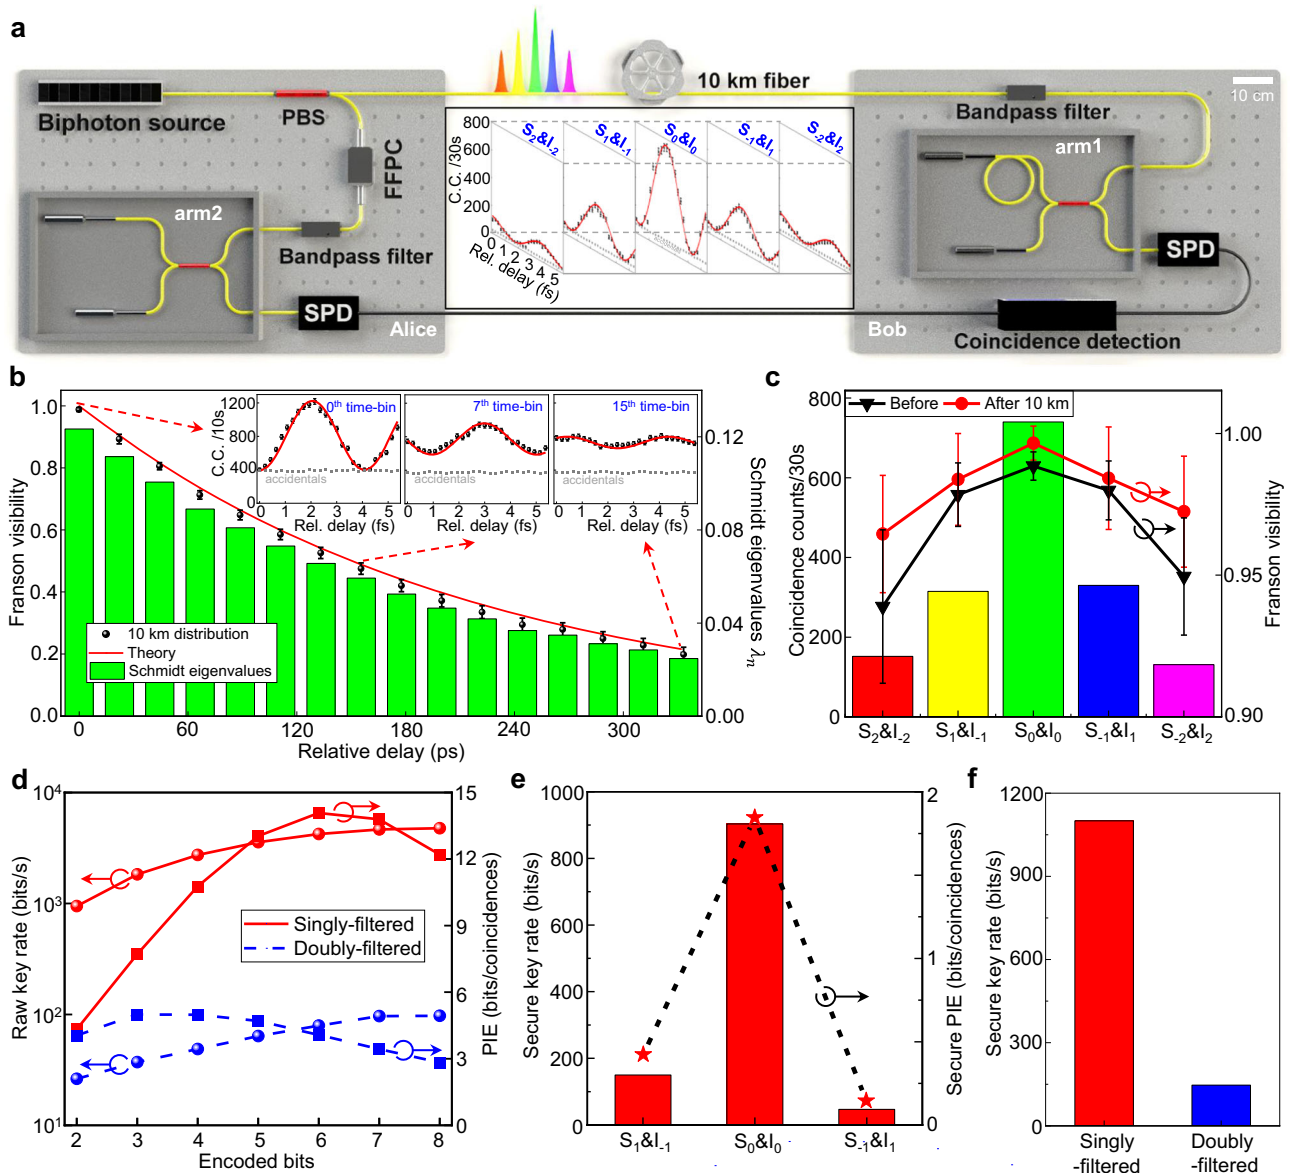 a
10 km fiber
Biphoton source
PBS
FFPC
arm2
Bandpass filter
SPD
Alice
800
600
400
200
0
C.C. /30s
S2&I-2
S1&I-1
S0&I0
S-1&I1
S-2&I2
0 1 2 3 4 5
Rel. delay (fs)
10 cm
Bandpass filter
arm1
SPD
Bob
Coincidence detection
b
Franson visibility
1.0
0.8
0.6
0.4
0.2
0.0
1200
800
400
0
C.C. /10s
0th time-bin
7th time-bin
15th time-bin
accidentals
accidentals
accidentals
0 2 4
0 1 2 3 4 5
0 1 2 3 4 5
Rel. delay (fs)
Rel. delay (fs)
Rel. delay (fs)
10 km distribution
Theory
Schmidt eigenvalues
0.12
0.08
0.04
0.00
Schmidt eigenvalues λn
0 60 120 180 240 300
Relative delay (ps)
c
Before
After 10 km
Coincidence counts/30s
800
600
400
200
0
1.00
0.95
0.90
Franson visibility
S2&I-2
S1&I-1
S0&I0
S-1&I1
S-2&I2
d
Raw key rate (bits/s)
10^4
10^3
10^2
10^1
Singly-filtered
Doubly-filtered
15
12
9
6
3
0
PIE (bits/coincidences)
2 3 4 5 6 7 8
Encoded bits
e
Secure key rate (bits/s)
1000
900
800
600
400
200
0
2
1
0
Secure PIE (bits/coincidences)
S1&I-1
S0&I0
S-1&I1
f
Secure key rate (bits/s)
1200
900
600
300
0
Singly
-filtered
Doubly
-filtered